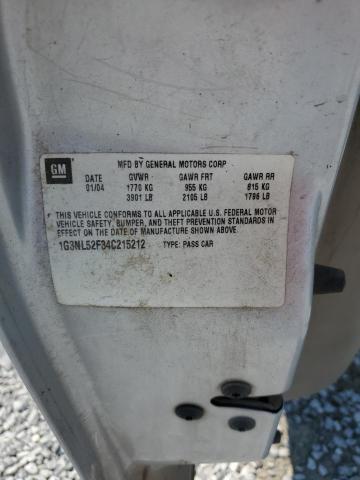 GM
MFD BY GENERAL MOTORS CORP
DATE GVWR GAWR FRT GAWR RR
01/04 1770 KG 955 KG 815 KG
3901 LB 2105 LB 1796 LB
THIS VEHICLE CONFORMS TO ALL APPLICABLE U.S. FEDERAL MOTOR
VEHICLE SAFETY, BUMPER, AND THEFT PREVENTION STANDARDS IN
EFFECT ON THE DATE OF MANUFACTURE SHOWN ABOVE.
1G3NL52F34C215212 TYPE: PASS CAR